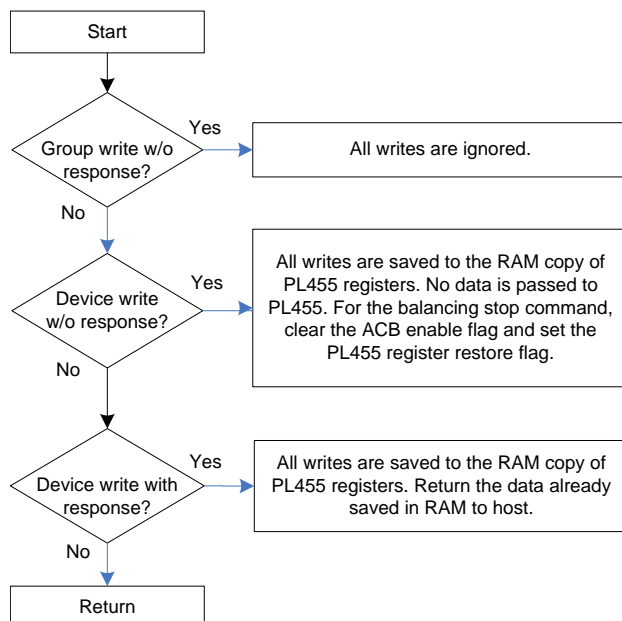 Start
Group write w/o
response?
Yes
All writes are ignored.
No
Device write
w/o response?
Yes
All writes are saved to the RAM copy of
PL455 registers. No data is passed to
PL455. For the balancing stop command,
clear the ACB enable flag and set the
PL455 register restore flag.
No
Device write with
response?
Yes
All writes are saved to the RAM copy of
PL455 registers. Return the data already
saved in RAM to host.
No
Return